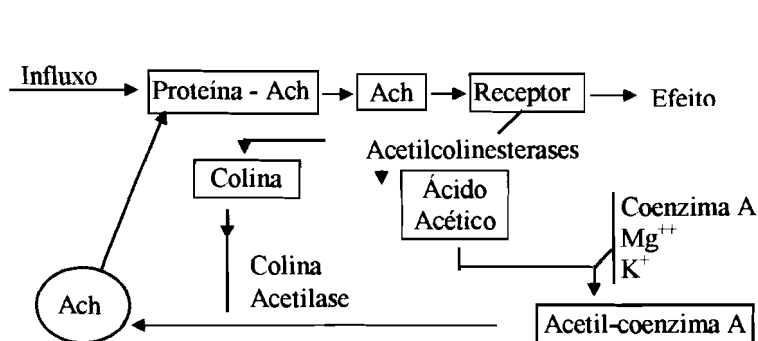 Influxo
Proteína - Ach
Ach
Receptor
Efeito
Acetilcolinesterases
Colina
Ácido
Acético
Coenzima A
Mg++
K+
Colina
Acetilase
Ach
Acetil-coenzima A